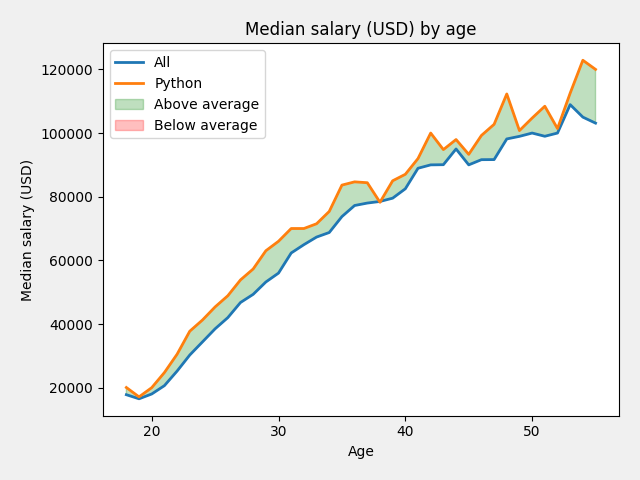 Median salary (USD) by age
All
Python
Above average
Below average
Median salary (USD)
120000
100000
80000
60000
40000
20000
20 30 40 50
Age